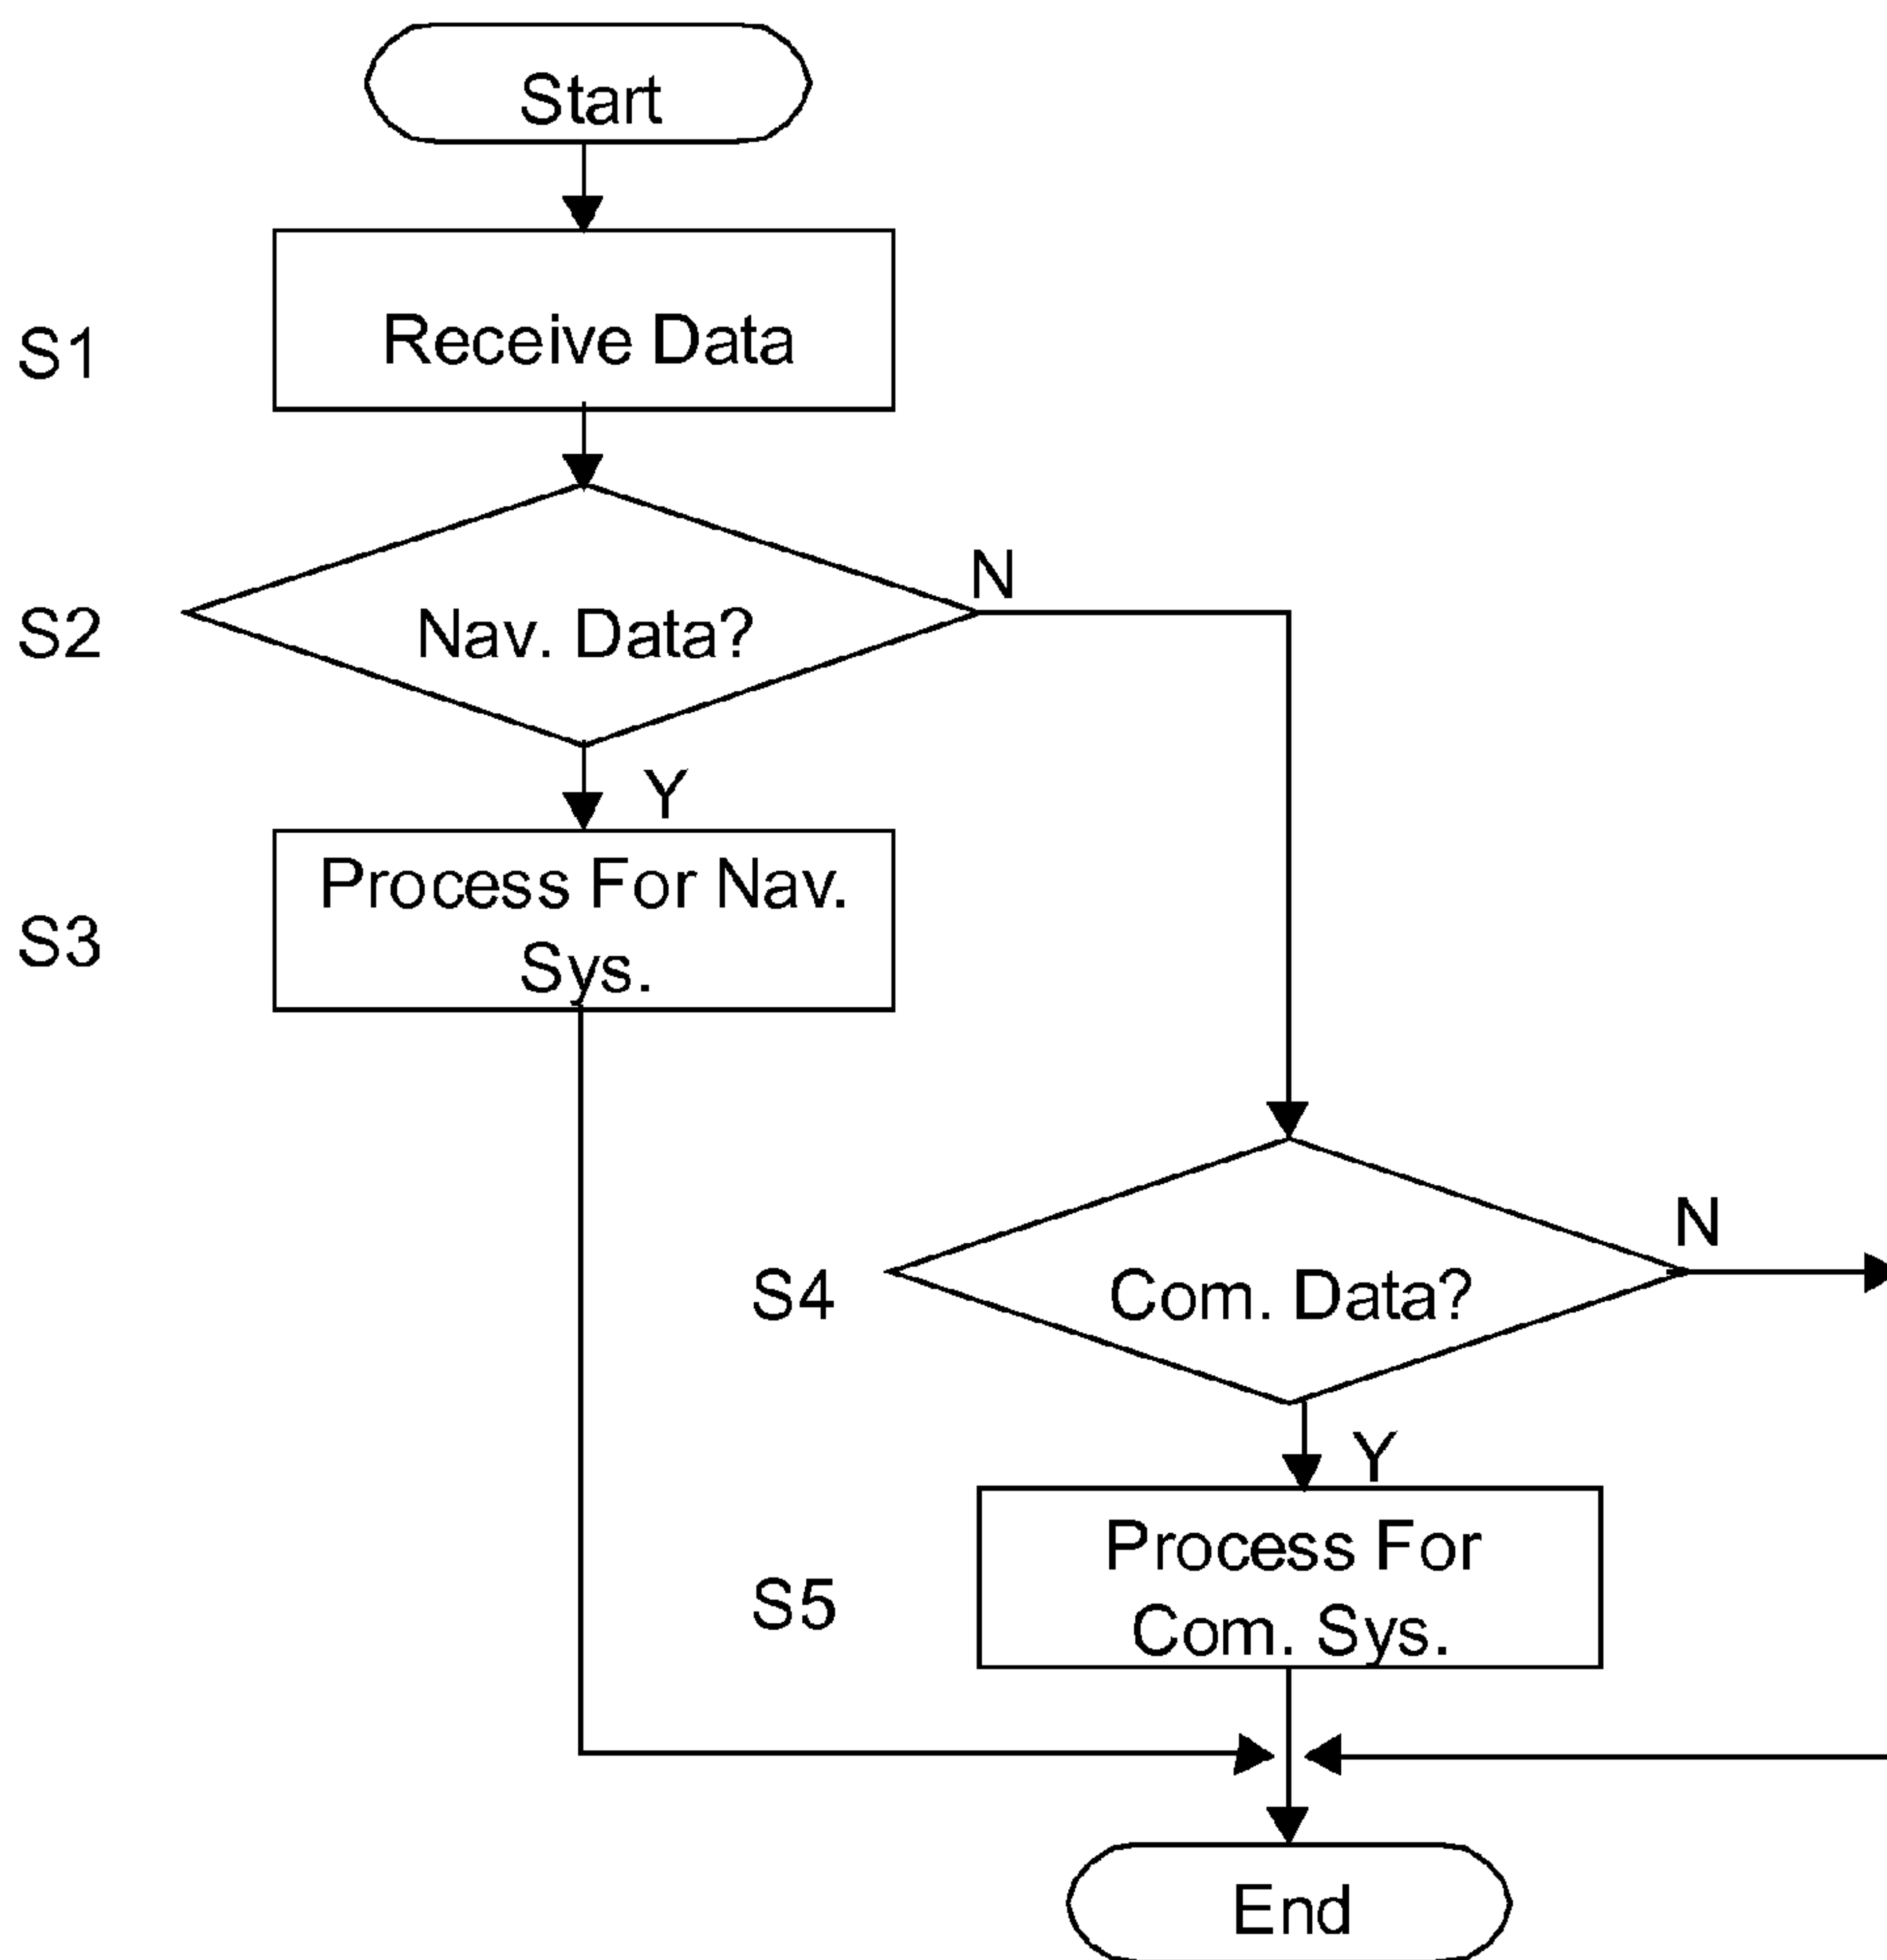 Start
S1
Receive Data
S2
Nav. Data?
N
Y
S3
Process For Nav.
Sys.
S4
Com. Data?
N
Y
S5
Process For
Com. Sys.
End